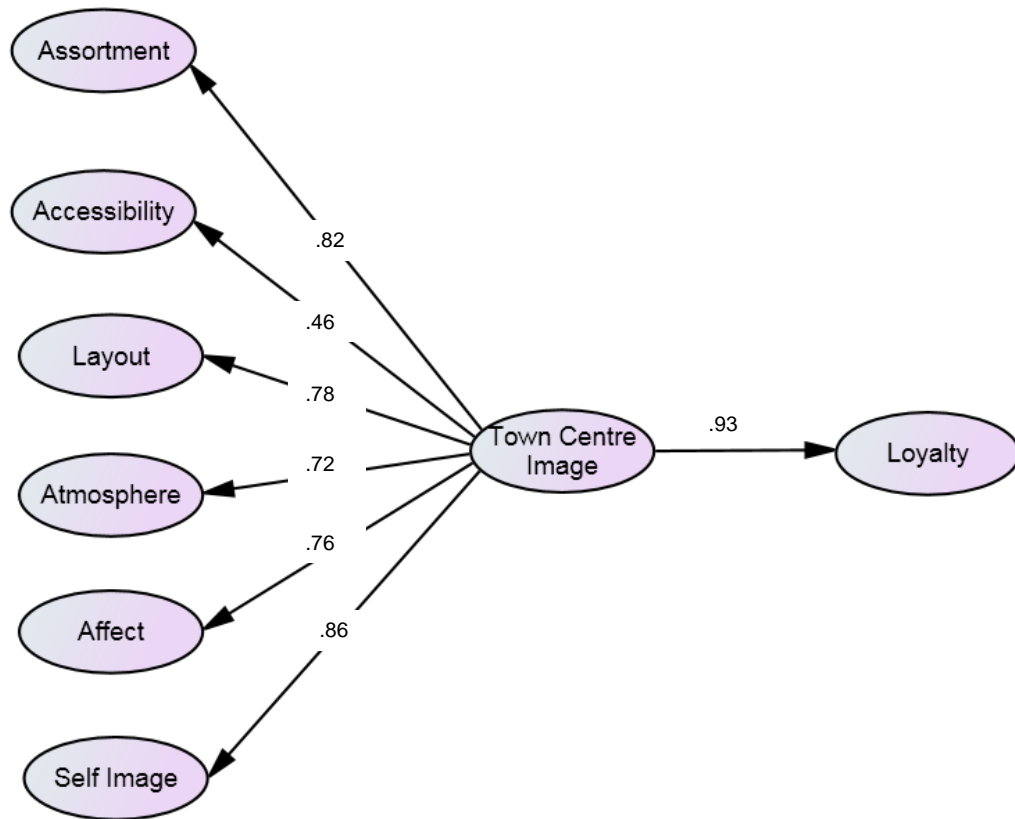 Assortment
Accessibility
.82
.46
Layout
.78
Town Centre
Image
.93
Loyalty
.72
Atmosphere
.76
Affect
.86
Self Image